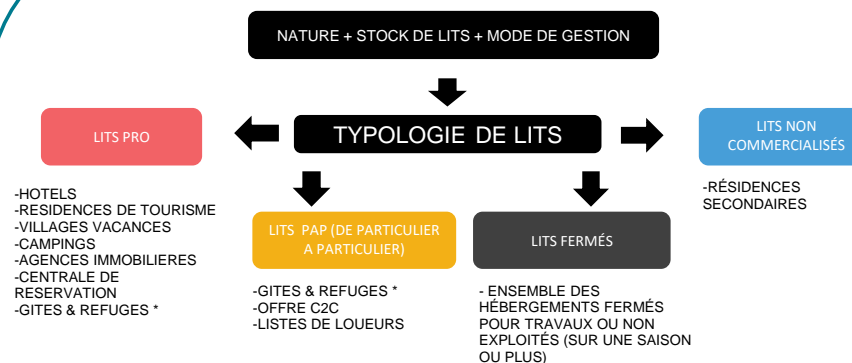 NATURE + STOCK DE LITS + MODE DE GESTION
TYPOLOGIE DE LITS
LITS PRO
-HOTELS
-RESIDENCES DE TOURISME
-VILLAGES VACANCES
-CAMPINGS
-AGENCES IMMOBILIERES
-CENTRALE DE
RESERVATION
-GITES & REFUGES *
LITS PAP (DE PARTICULIER
A PARTICULIER)
-GITES & REFUGES *
-OFFRE C2C
-LISTES DE LOUEURS
LITS FERMÉS
- ENSEMBLE DES
HÉBERGEMENTS FERMÉS
POUR TRAVAUX OU NON
EXPLOITÉS (SUR UNE SAISON
OU PLUS)
LITS NON
COMMERCIALISÉS
-RÉSIDENCES
SECONDAIRES